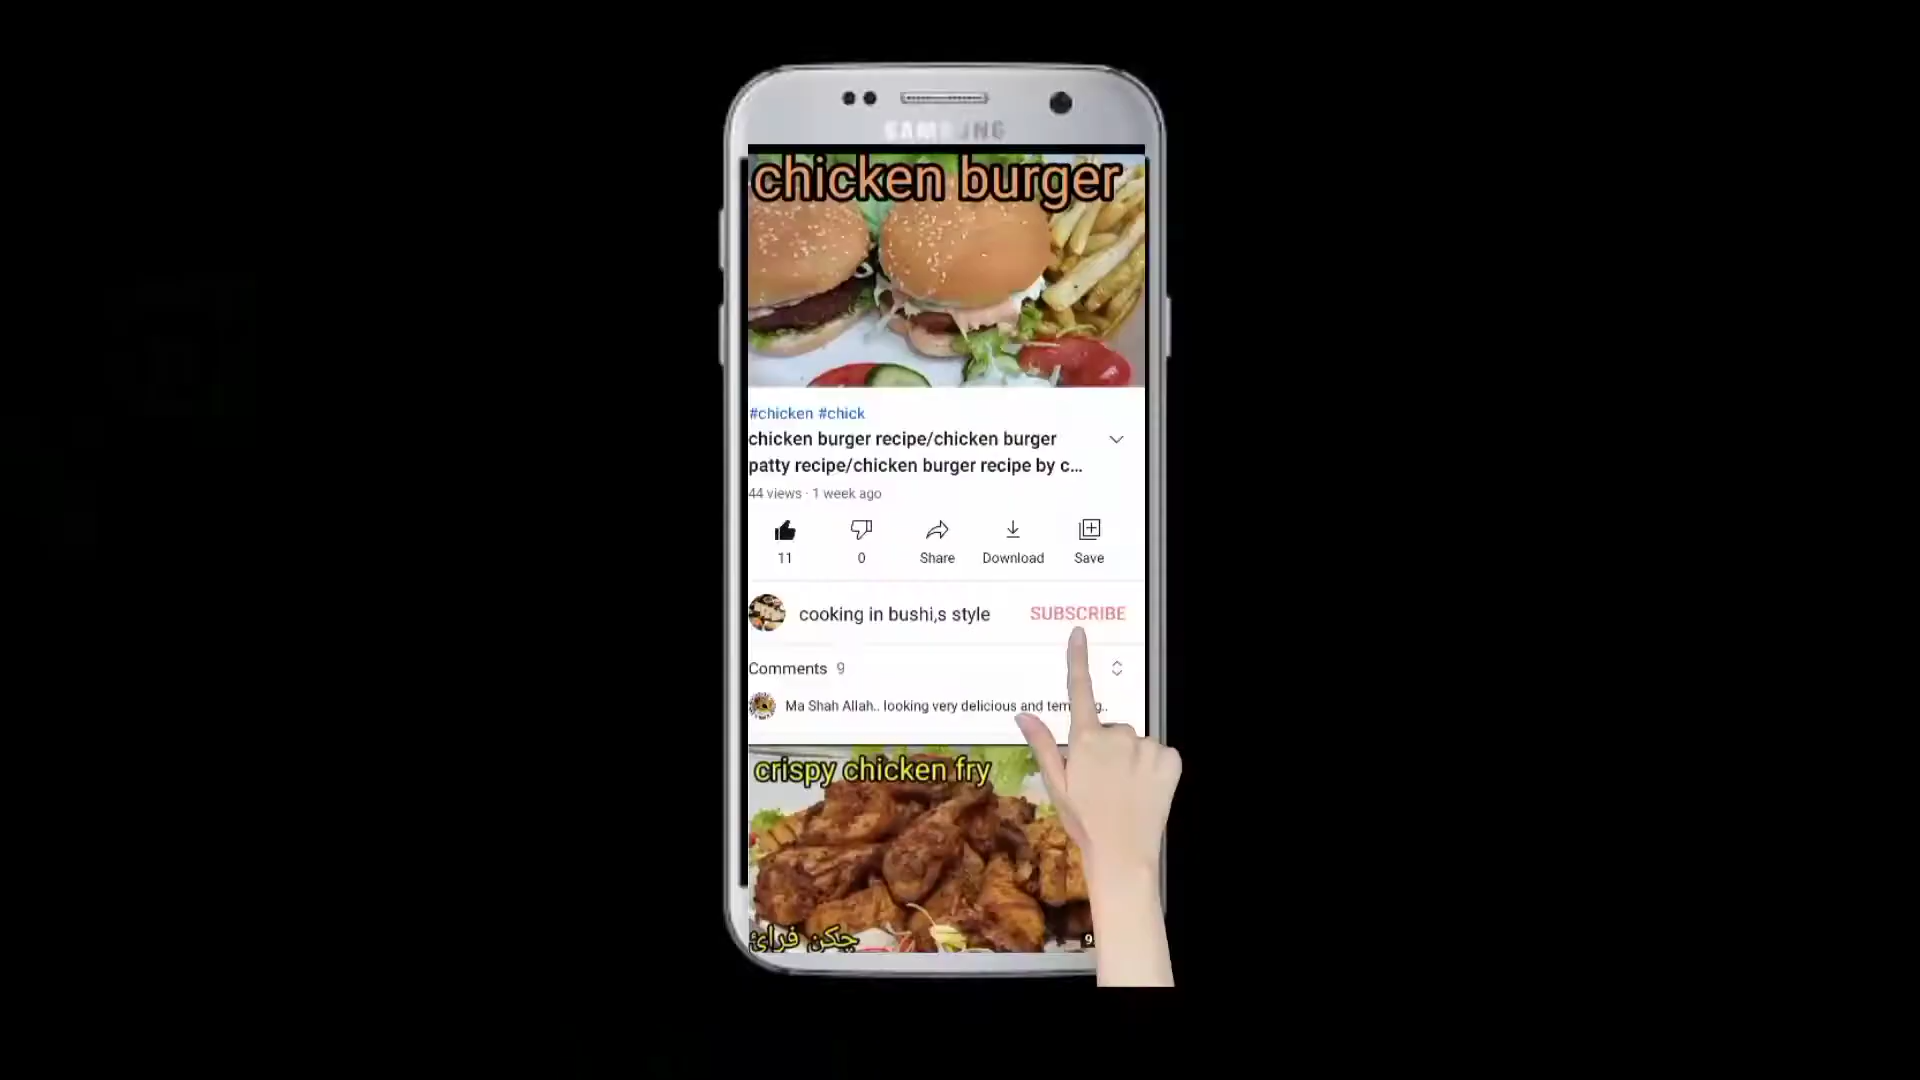 SAMSUNG
chicken burger
#chicken #chick
chicken burger recipe/chicken burger
patty recipe/chicken burger recipe by c...
44 views · 1 week ago
11
0
Share
Download
Save
cooking in bushi,s style
SUBSCRIBE
Comments 9
Ma Shah Allah.. looking very delicious and
crispy chicken fry
چکن فرائ